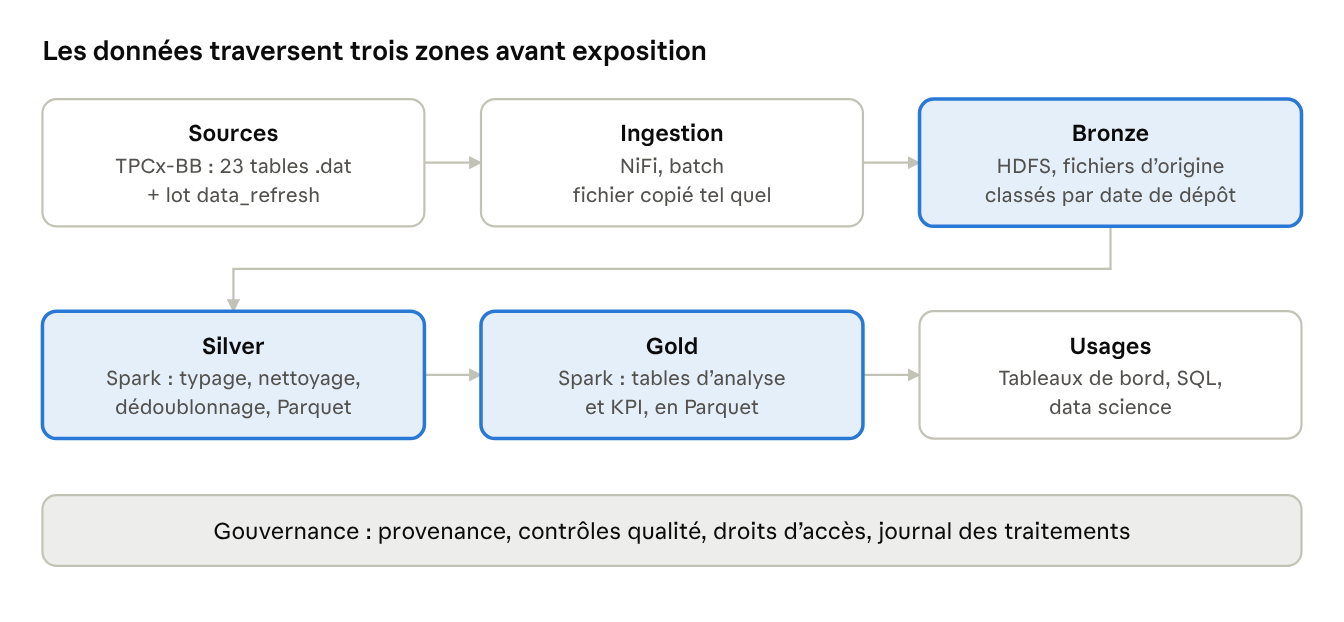 Les données traversent trois zones avant exposition
Sources
TPCx-BB : 23 tables .dat
+ lot data_refresh
Ingestion
NiFi, batch
fichier copié tel quel
Bronze
HDFS, fichiers d’origine
classés par date de dépôt
Silver
Spark : typage, nettoyage,
dédoublonnage, Parquet
Gold
Spark : tables d’analyse
et KPI, en Parquet
Usages
Tableaux de bord, SQL,
data science
Gouvernance : provenance, contrôles qualité, droits d’accès, journal des traitements